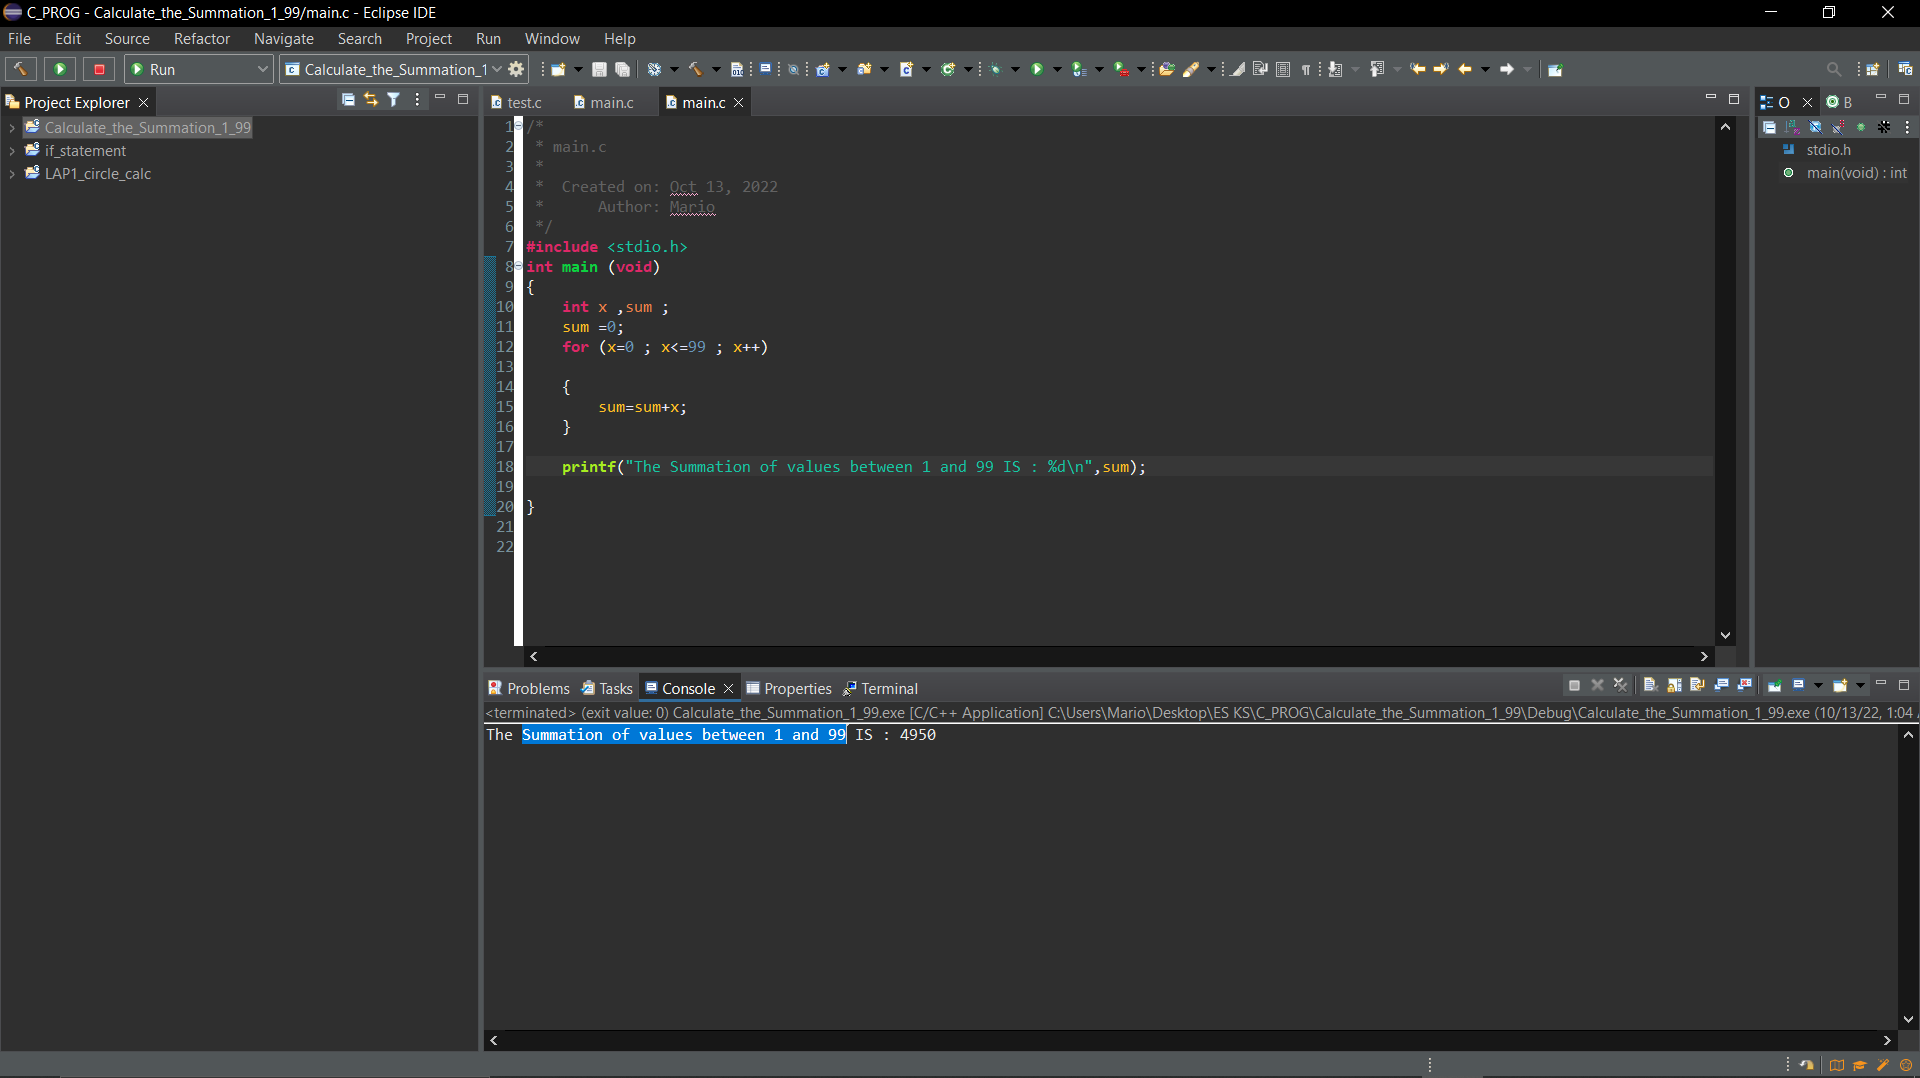 C_PROG - Calculate_the_Summation_1_99/main.c - Eclipse IDE
File Edit Source Refactor Navigate Search Project Run Window Help
Run Calculate_the_Summation_1
Project Explorer
Calculate_the_Summation_1_99
if_statement
LAP1_circle_calc
test.c main.c main.c
1 /*
2  * main.c
3  *
4  *  Created on: Oct 13, 2022
5  *      Author: Mario
6  */
7 #include <stdio.h>
8 int main (void)
9 {
10     int x ,sum ;
11     sum =0;
12     for (x=0 ; x<=99 ; x++)
13
14     {
15         sum=sum+x;
16     }
17
18     printf("The Summation of values between 1 and 99 IS : %d\n",sum);
19
20 }
21
22
O B
stdio.h
main(void) : int
Problems Tasks Console Properties Terminal
<terminated> (exit value: 0) Calculate_the_Summation_1_99.exe [C/C++ Application] C:\Users\Mario\Desktop\ES KS\C_PROG\Calculate_the_Summation_1_99\Debug\Calculate_the_Summation_1_99.exe (10/13/22, 1:04
The Summation of values between 1 and 99 IS : 4950